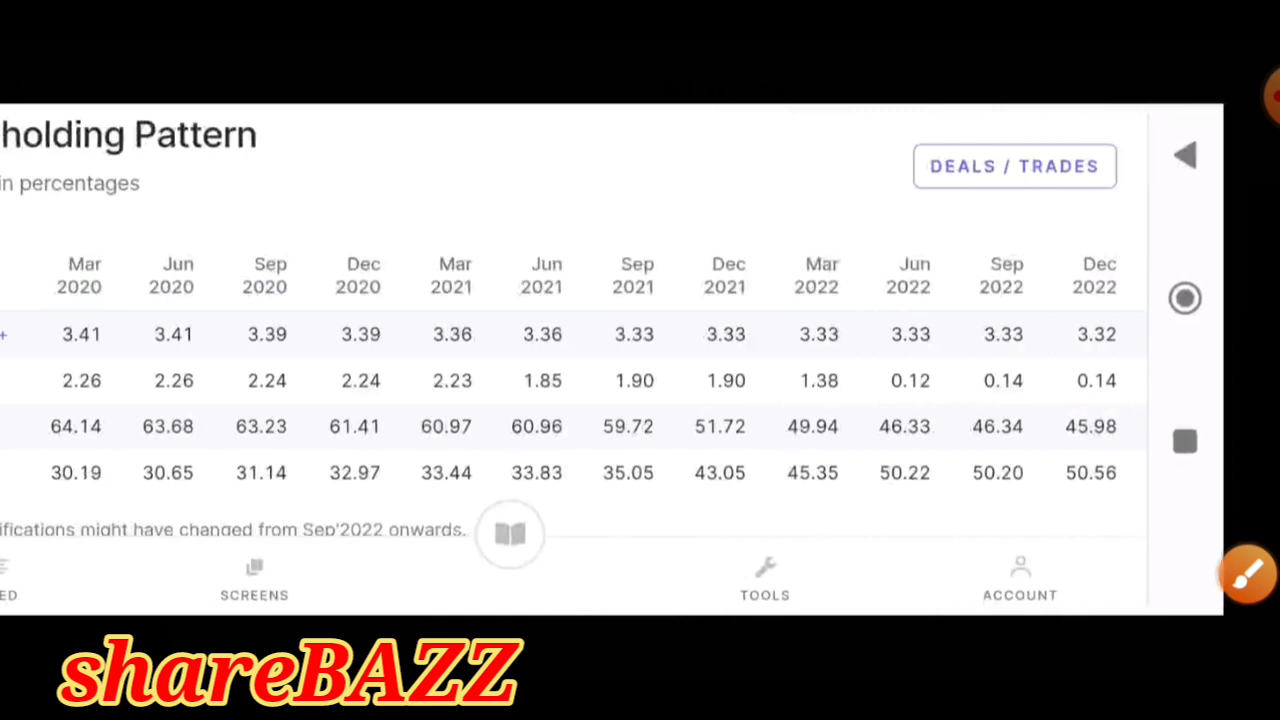 holding Pattern
in percentages
DEALS / TRADES
Mar Jun Sep Dec Mar Jun Sep Dec Mar Jun Sep Dec
2020 2020 2020 2020 2021 2021 2021 2021 2022 2022 2022 2022
+ 3.41 3.41 3.39 3.39 3.36 3.36 3.33 3.33 3.33 3.33 3.33 3.32
2.26 2.26 2.24 2.24 2.23 1.85 1.90 1.90 1.38 0.12 0.14 0.14
64.14 63.68 63.23 61.41 60.97 60.96 59.72 51.72 49.94 46.33 46.34 45.98
30.19 30.65 31.14 32.97 33.44 33.83 35.05 43.05 45.35 50.22 50.20 50.56
ifications might have changed from Sep'2022 onwards.
ED SCREENS TOOLS ACCOUNT
shareBAZZ